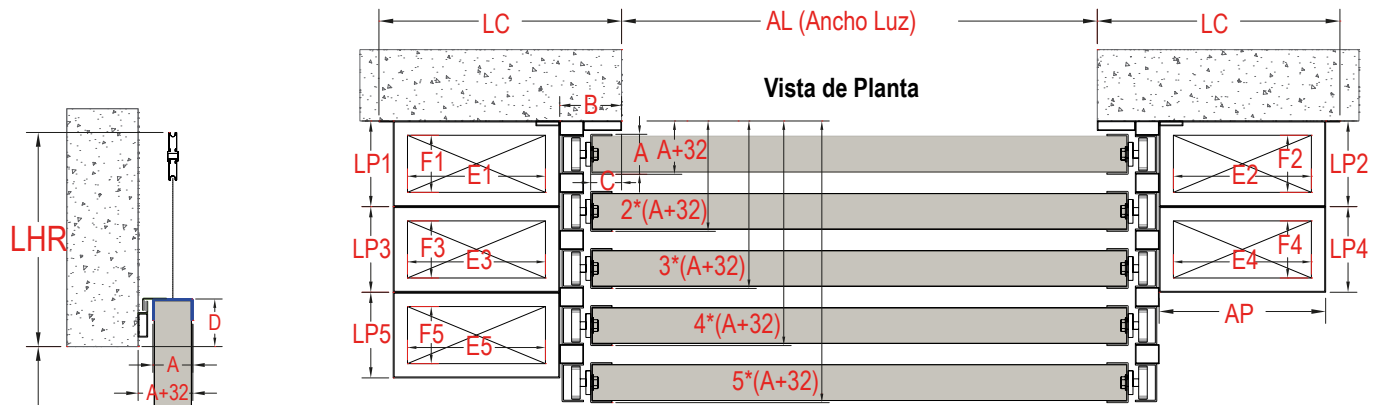 LC
AL (Ancho Luz)
LC
Vista de Planta
B
LP1
F1
E1
A
A+32
C
F2
E2
LP2
LHR
2*(A+32)
LP3
F3
E3
3*(A+32)
F4
E4
LP4
D
AP
4*(A+32)
LP5
F5
E5
A
A+32
5*(A+32)